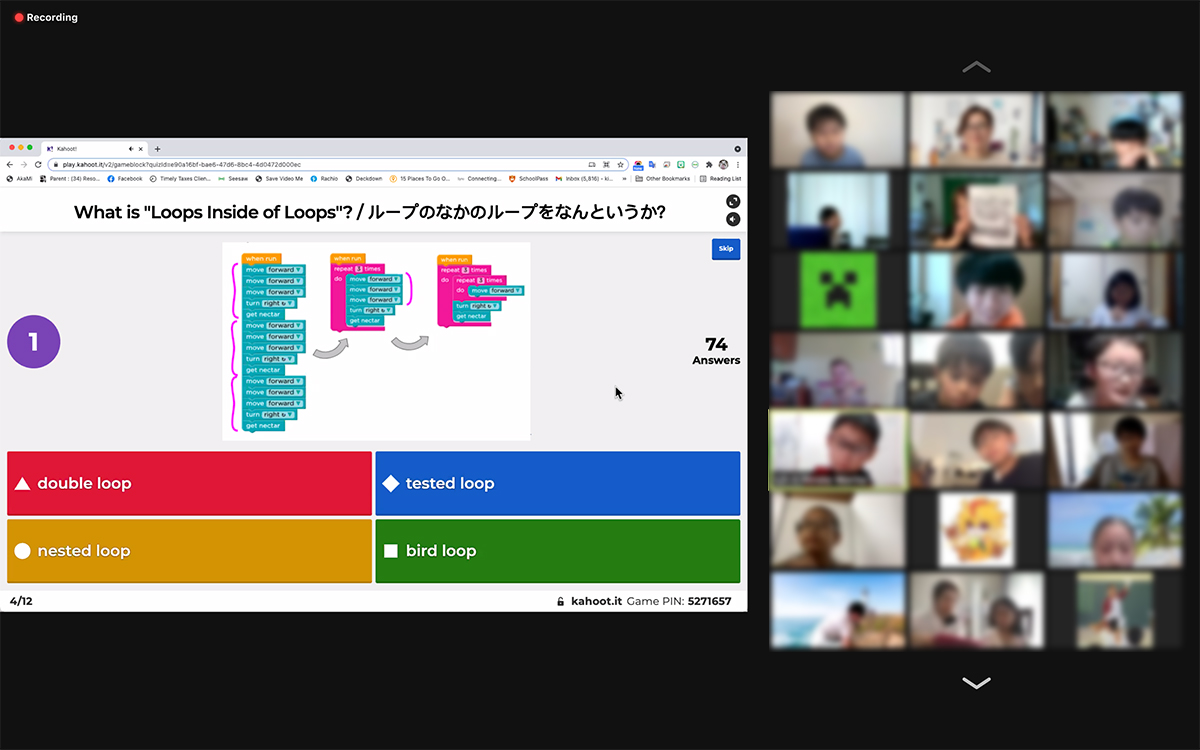 Recording
Kahoot!
play.kahoot.it/v2/gameblock?quizId=e90a16bf-bae6-47d6-8bc4-4d0472d000ec
AkaMi
Parent : (34) Reso...
Facebook
Timely Taxes Clien...
Seesaw
Save Video Me
Rachio
Deckdown
15 Places To Go O...
Connecting...
SchoolPass
Inbox (5,816) - ki...
»
Other Bookmarks
Reading List
What is "Loops Inside of Loops"? / ループのなかのループをなんというか?
Skip
when run
move forward
move forward
move forward
turn right
get nectar
move forward
move forward
move forward
turn right
get nectar
move forward
move forward
move forward
turn right
get nectar
when run
repeat 3 times
do move forward
move forward
move forward
turn right
get nectar
when run
repeat 3 times
do repeat 3 times
do move forward
turn right
get nectar
1
74
Answers
double loop
tested loop
nested loop
bird loop
4/12
kahoot.it Game PIN: 5271657